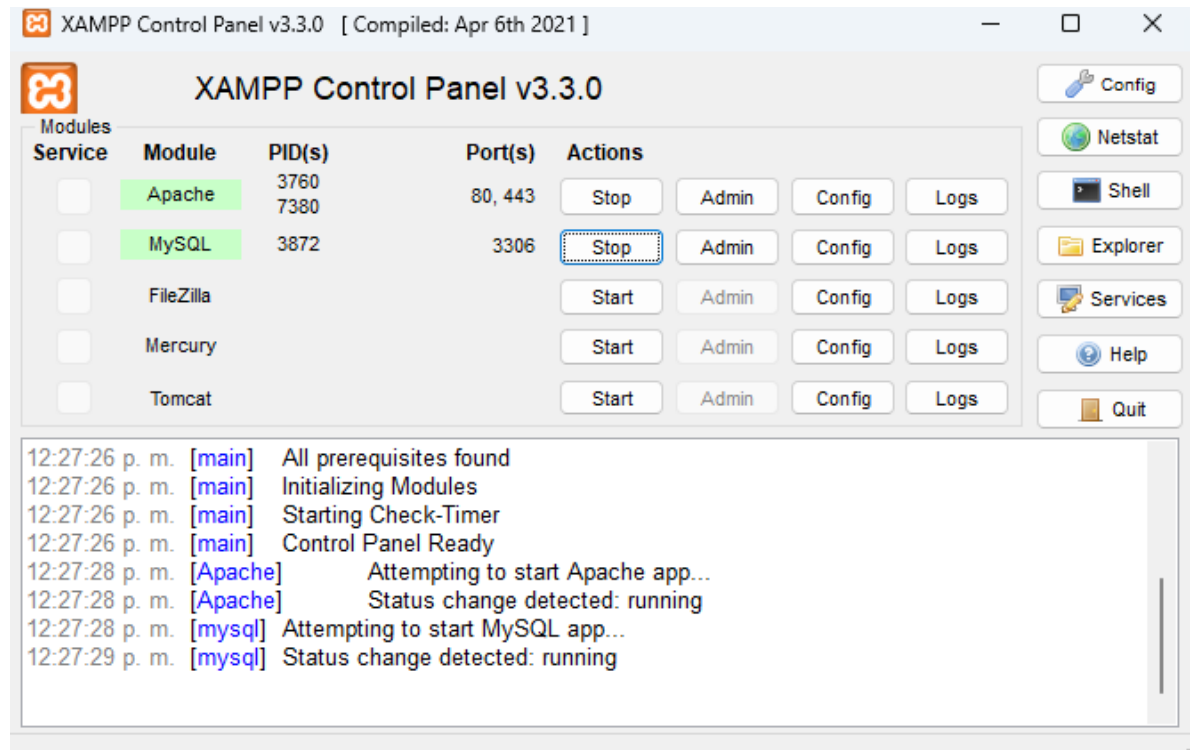 XAMPP Control Panel v3.3.0 [ Compiled: Apr 6th 2021 ]
XAMPP Control Panel v3.3.0
Config
Netstat
Shell
Explorer
Services
Help
Quit
Modules
Service Module PID(s) Port(s) Actions
Apache 3760 7380 80, 443 Stop Admin Config Logs
MySQL 3872 3306 Stop Admin Config Logs
FileZilla Start Admin Config Logs
Mercury Start Admin Config Logs
Tomcat Start Admin Config Logs
12:27:26 p. m. [main] All prerequisites found
12:27:26 p. m. [main] Initializing Modules
12:27:26 p. m. [main] Starting Check-Timer
12:27:26 p. m. [main] Control Panel Ready
12:27:28 p. m. [Apache] Attempting to start Apache app...
12:27:28 p. m. [Apache] Status change detected: running
12:27:28 p. m. [mysql] Attempting to start MySQL app...
12:27:29 p. m. [mysql] Status change detected: running